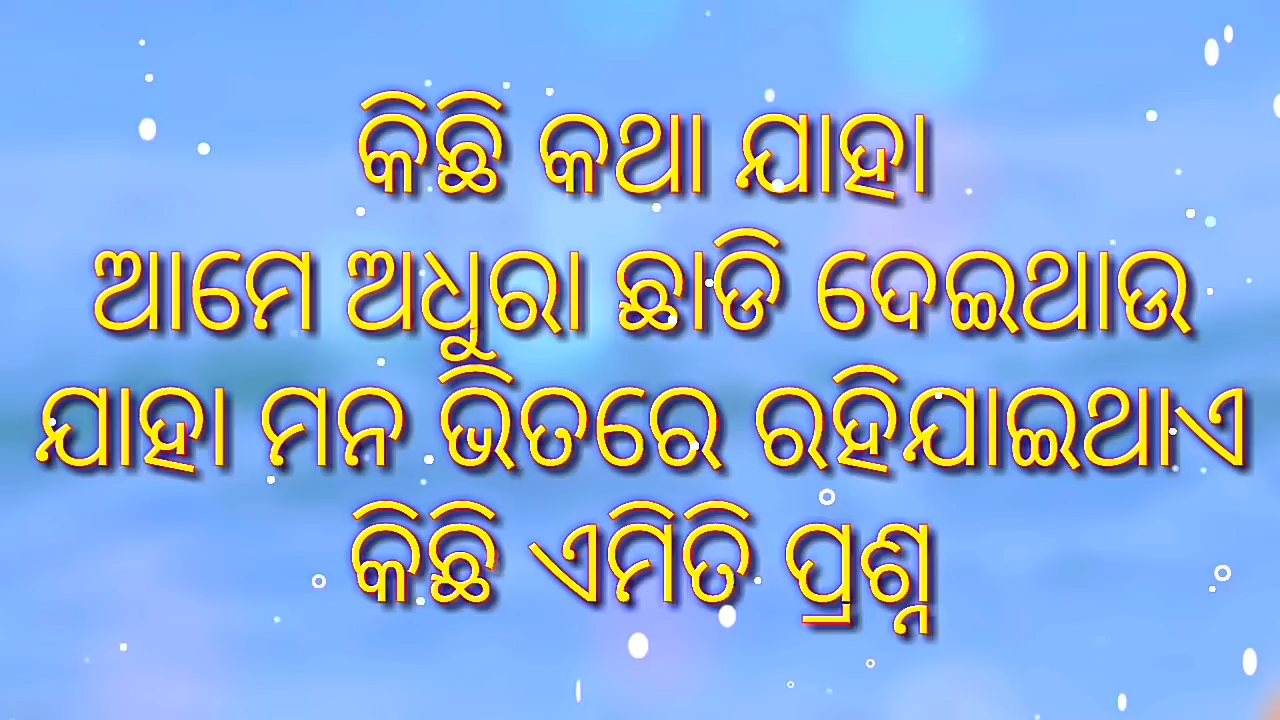 କିଛି କଥା ଯାହା
ଆମେ ଅଧୁରା ଛାଡି ଦେଇଥାଉ
ଯାହା ମନ ଭିତରେ ରହିଯାଇଥାଏ
କିଛି ଏମିତି ପ୍ରଶ୍ନ